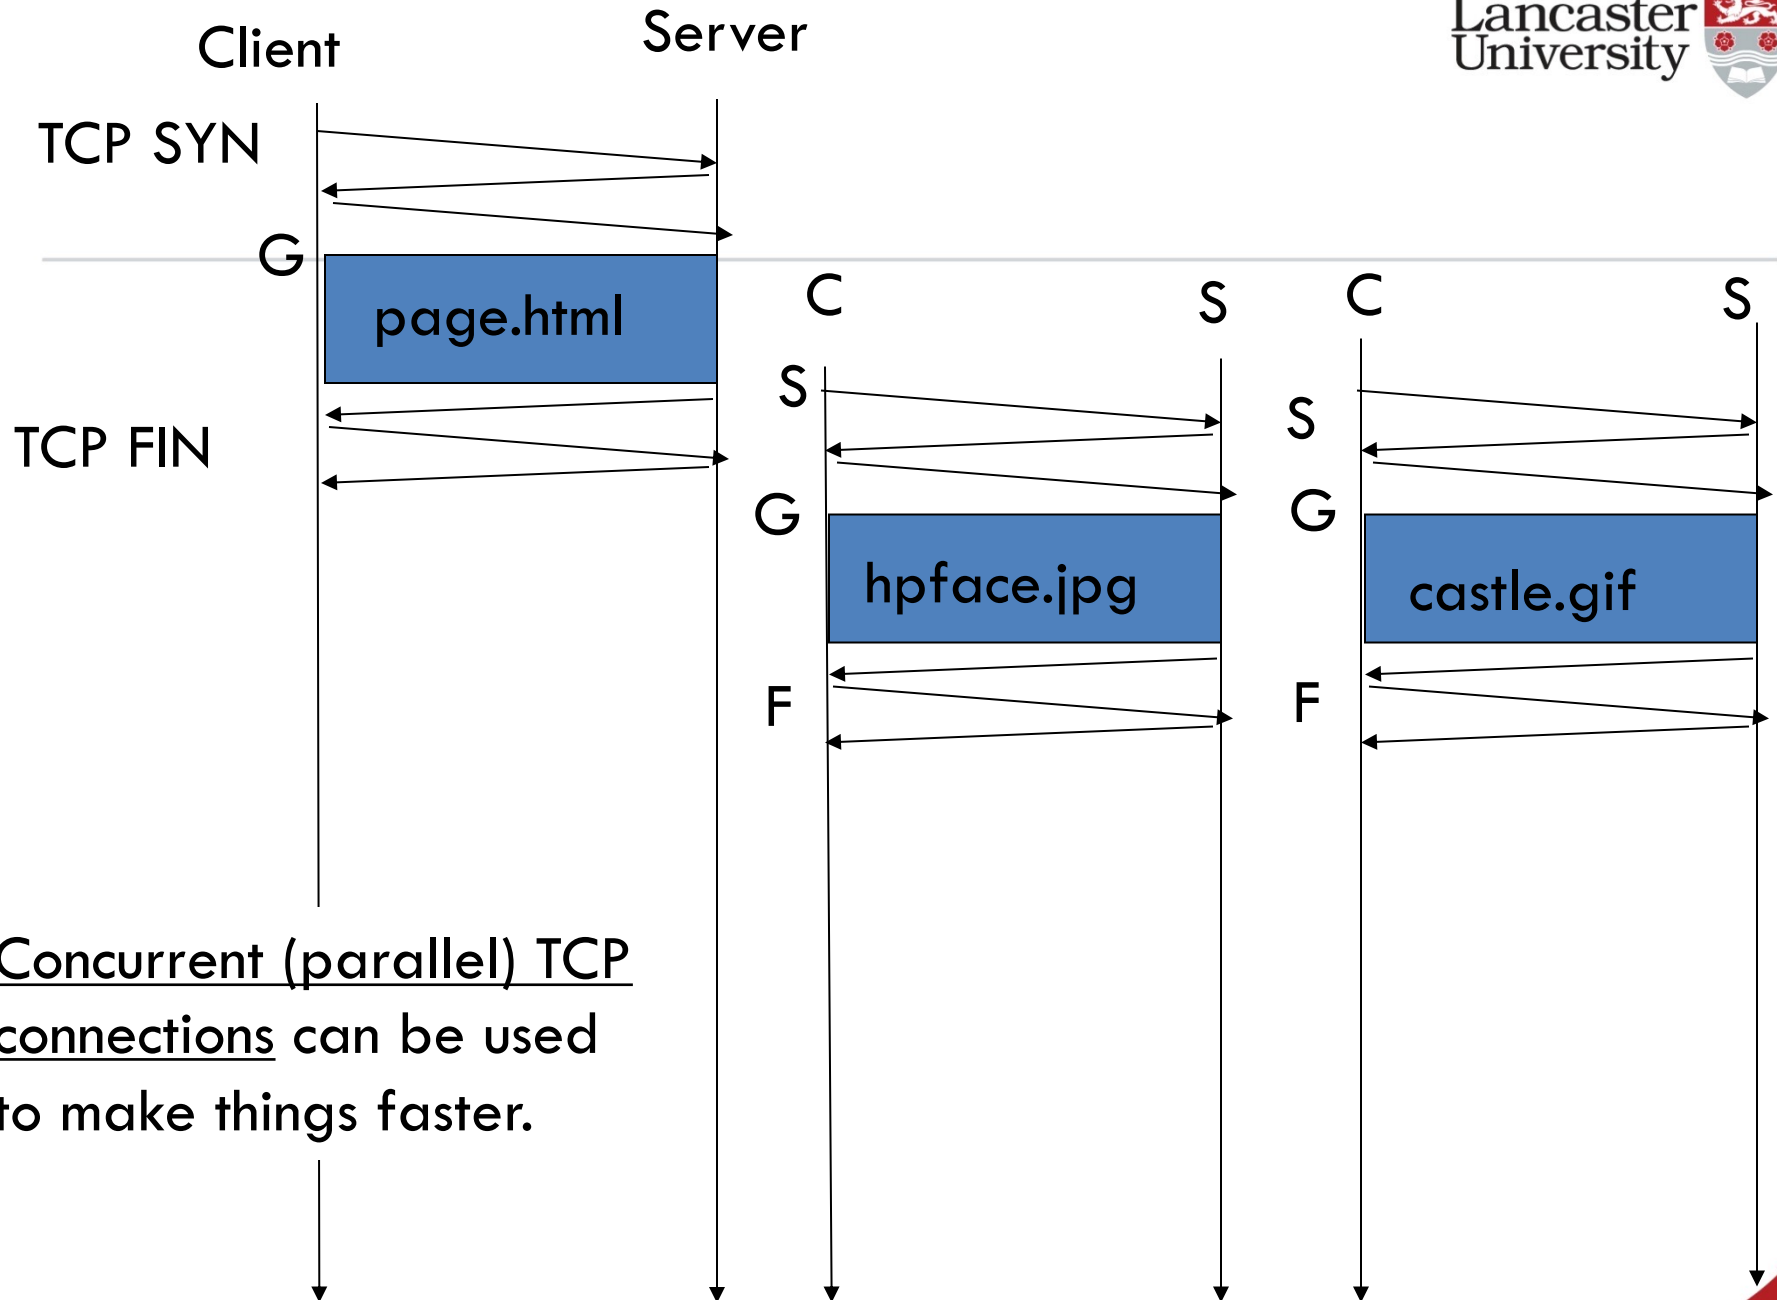 Lancaster
University
Client
Server
TCP SYN
G
page.html
TCP FIN
C
S
S
G
hpface.jpg
F
C
S
S
G
castle.gif
F
Concurrent (parallel) TCP
connections can be used
to make things faster.